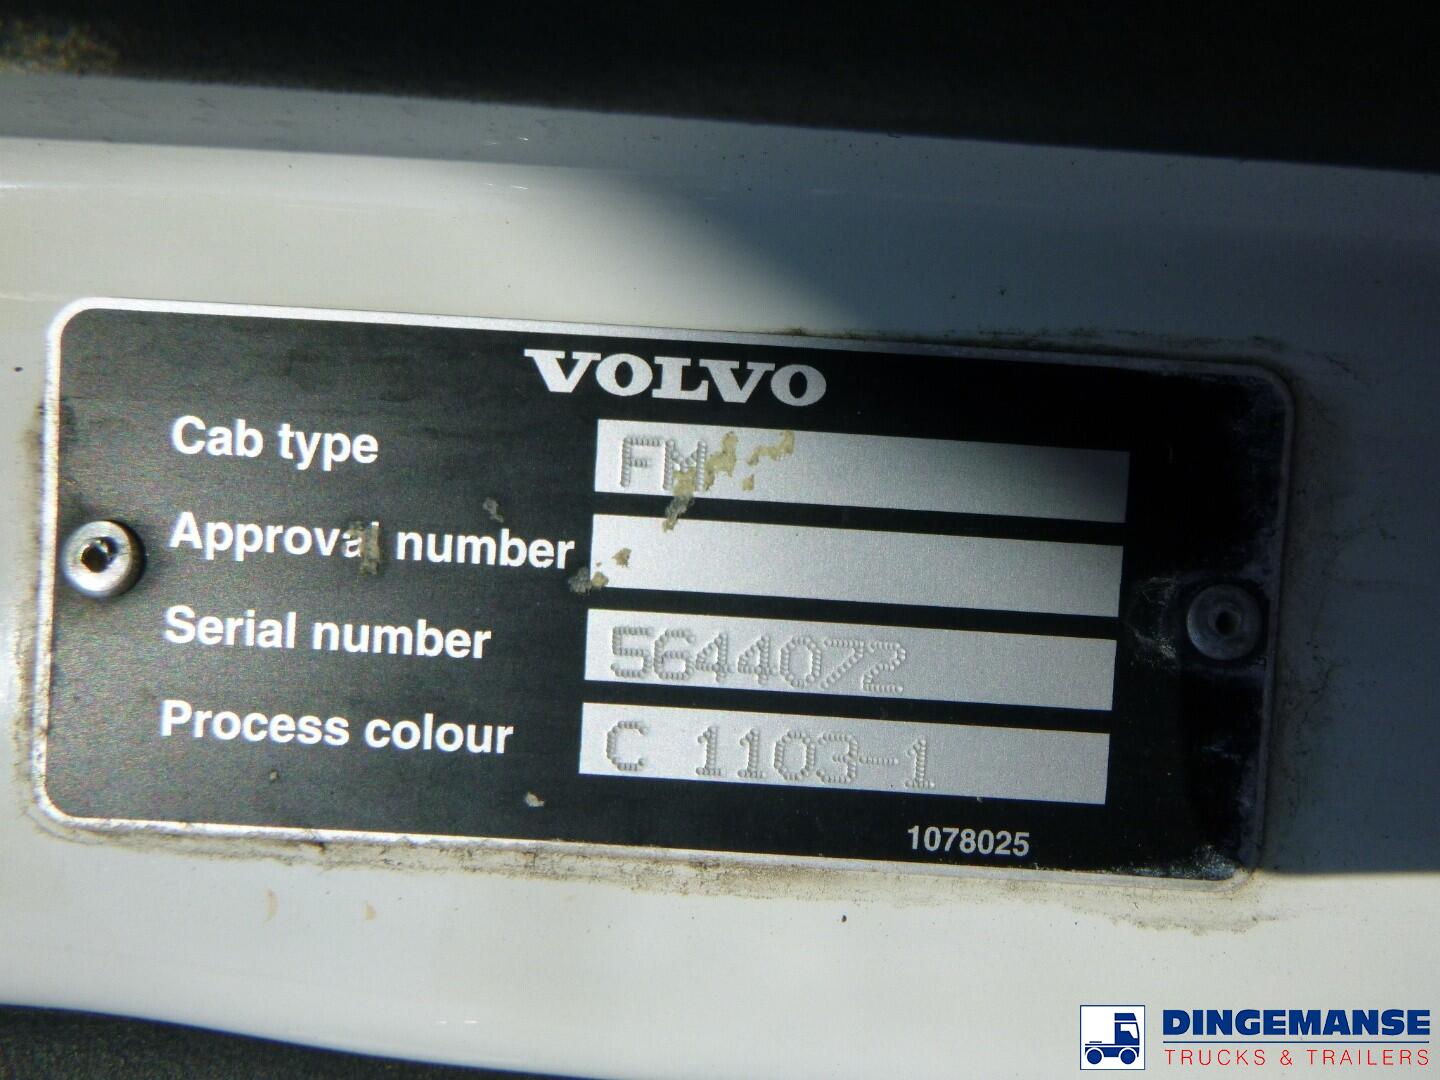 VOLVO
Cab type FM
Approval number
Serial number 5644072
Process colour C 1103-1
1078025
DINGEMANSE
TRUCKS & TRAILERS